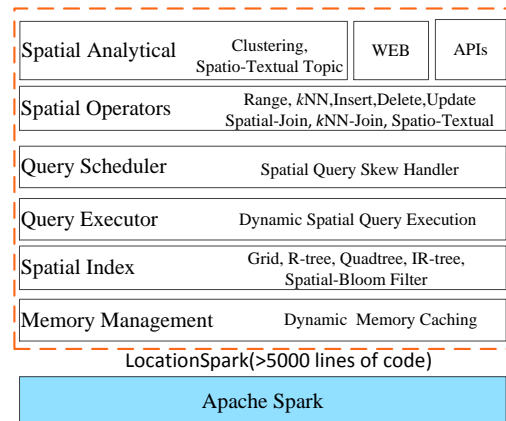 Spatial Analytical
Clustering,
Spatio-Textual Topic
WEB
APIs
Spatial Operators
Range, kNN,Insert,Delete,Update
Spatial-Join, kNN-Join, Spatio-Textual
Query Scheduler
Spatial Query Skew Handler
Query Executor
Dynamic Spatial Query Execution
Spatial Index
Grid, R-tree, Quadtree, IR-tree,
Spatial-Bloom Filter
Memory Management
Dynamic Memory Caching
LocationSpark(>5000 lines of code)
Apache Spark